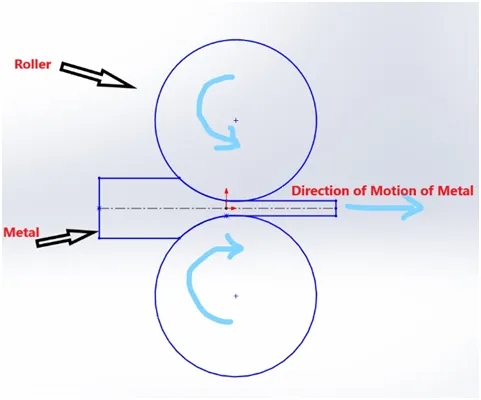 Roller
Direction of Motion of Metal
Metal